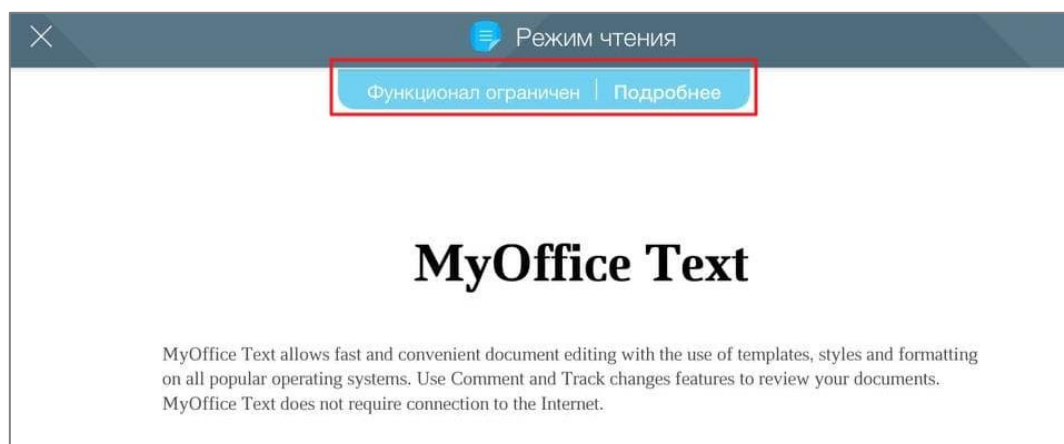 Режим чтения
Функционал ограничен | Подробнее
MyOffice Text
MyOffice Text allows fast and convenient document editing with the use of templates, styles and formatting
on all popular operating systems. Use Comment and Track changes features to review your documents.
MyOffice Text does not require connection to the Internet.